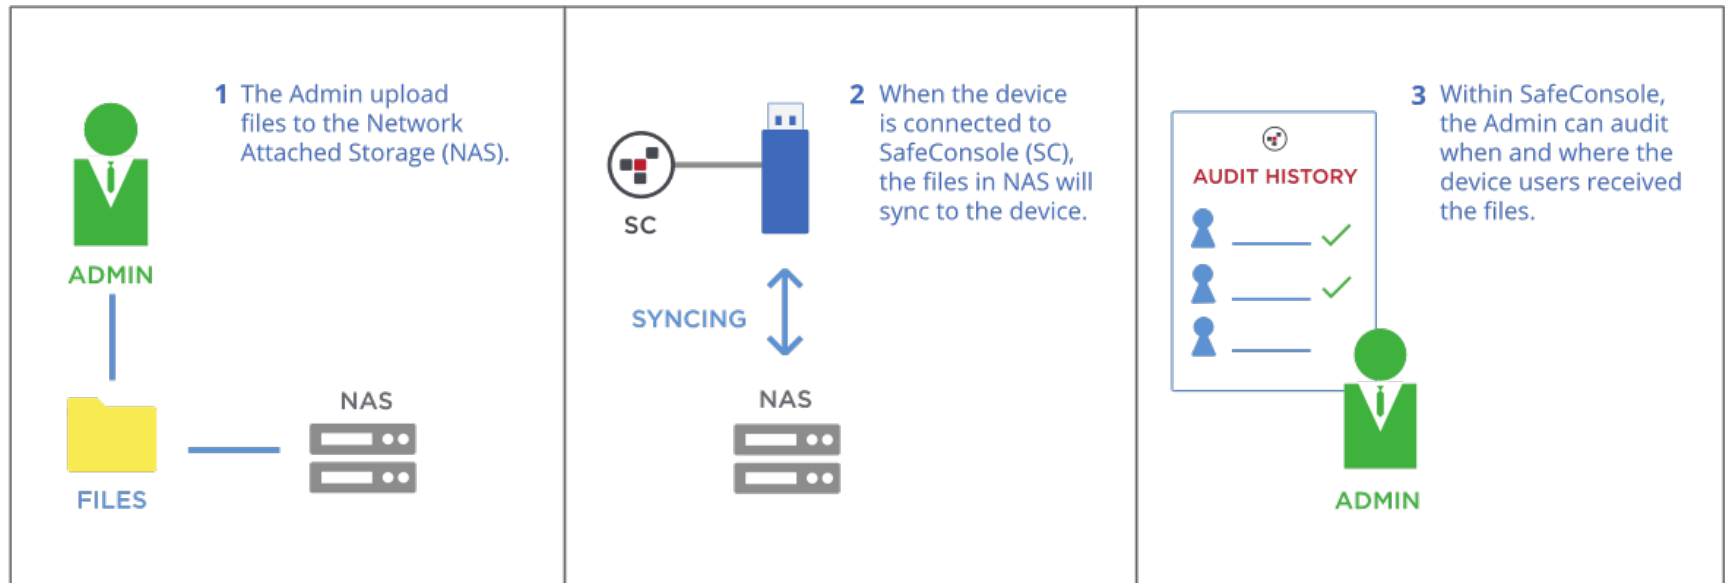 1 The Admin upload
files to the Network
Attached Storage (NAS).
ADMIN
NAS
FILES
2 When the device
is connected to
SafeConsole (SC),
the files in NAS will
sync to the device.
SC
SYNCING
NAS
3 Within SafeConsole,
the Admin can audit
when and where the
device users received
the files.
AUDIT HISTORY
ADMIN